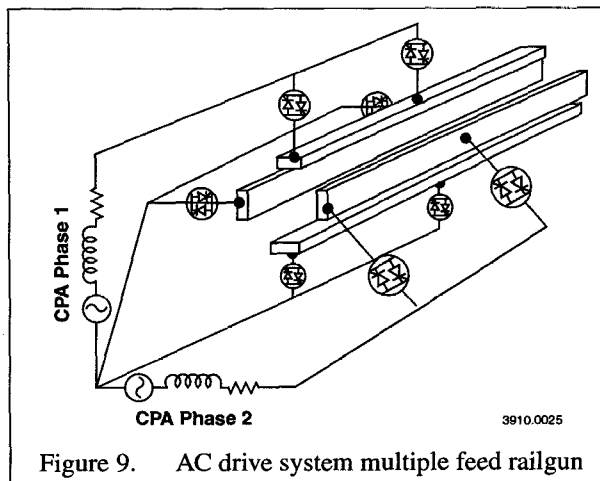 CPA Phase 1
CPA Phase 2
3910.0025
Figure 9. AC drive system multiple feed railgun